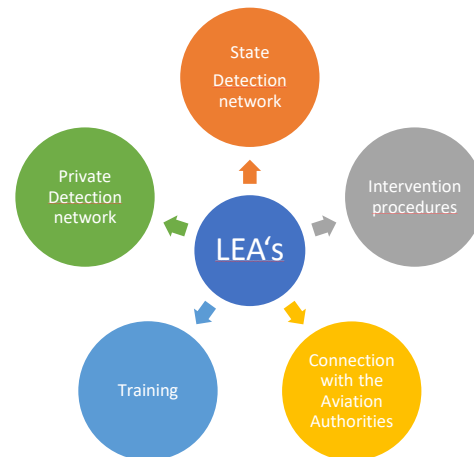 State
Detection
network
Private
Detection
network
Intervention
procedures
LEA‘s
Training
Connection
with the
Aviation
Authorities